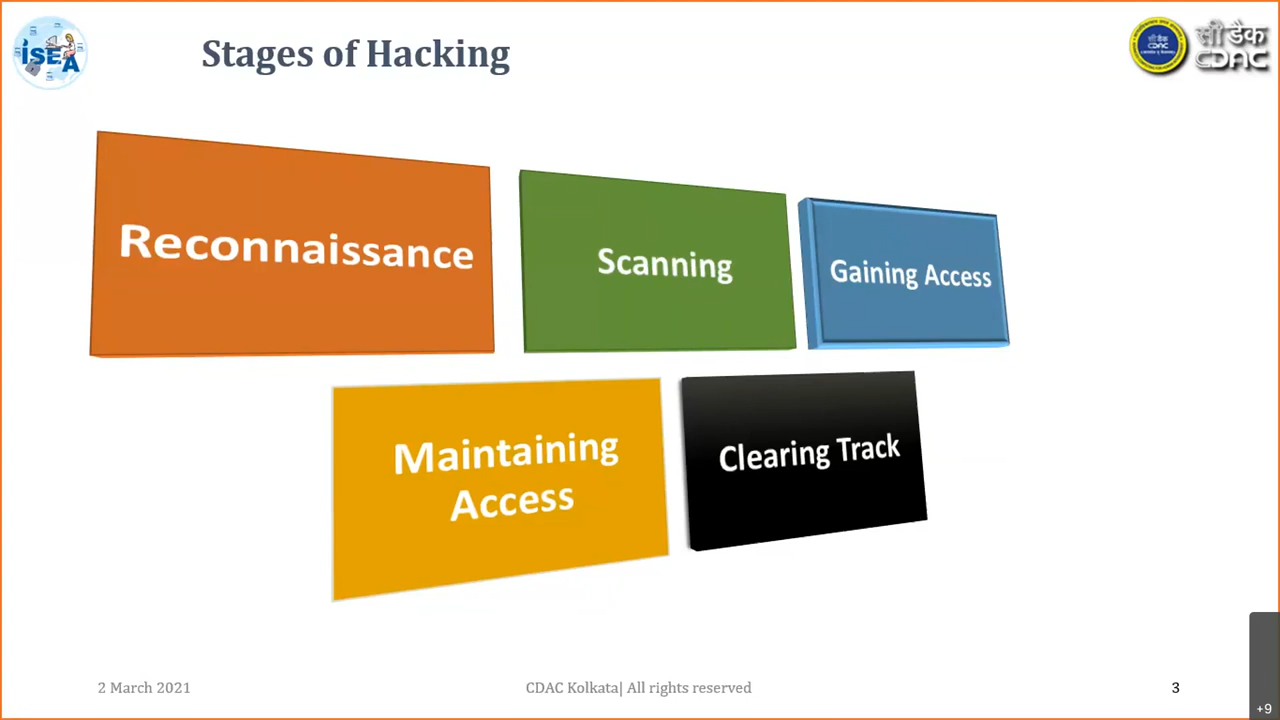 ISEA
Stages of Hacking
सी डैक
CDAC
Reconnaissance
Scanning
Gaining Access
Maintaining
Access
Clearing Track
2 March 2021
CDAC Kolkata| All rights reserved
3
+9